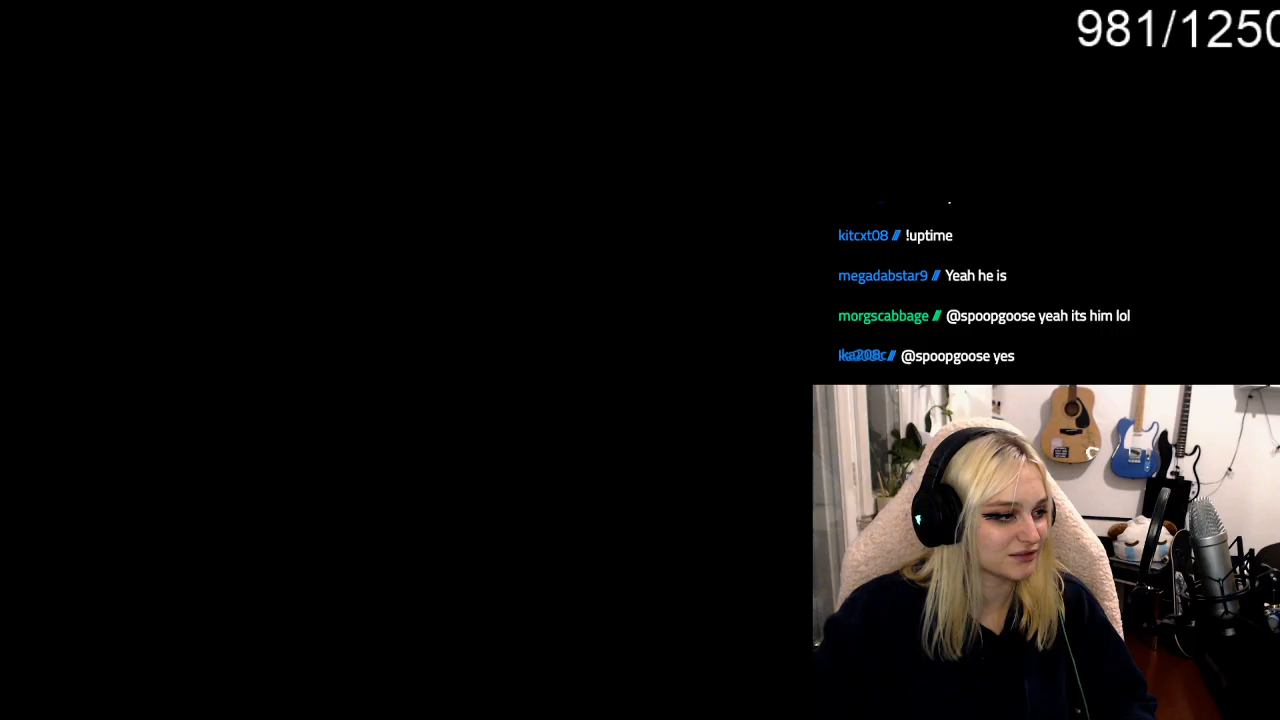 981/1250
kitcxt08 // !uptime
megadabstar9 // Yeah he is
morgscabbage // @spoopgoose yeah its him lol
// @spoopgoose yes